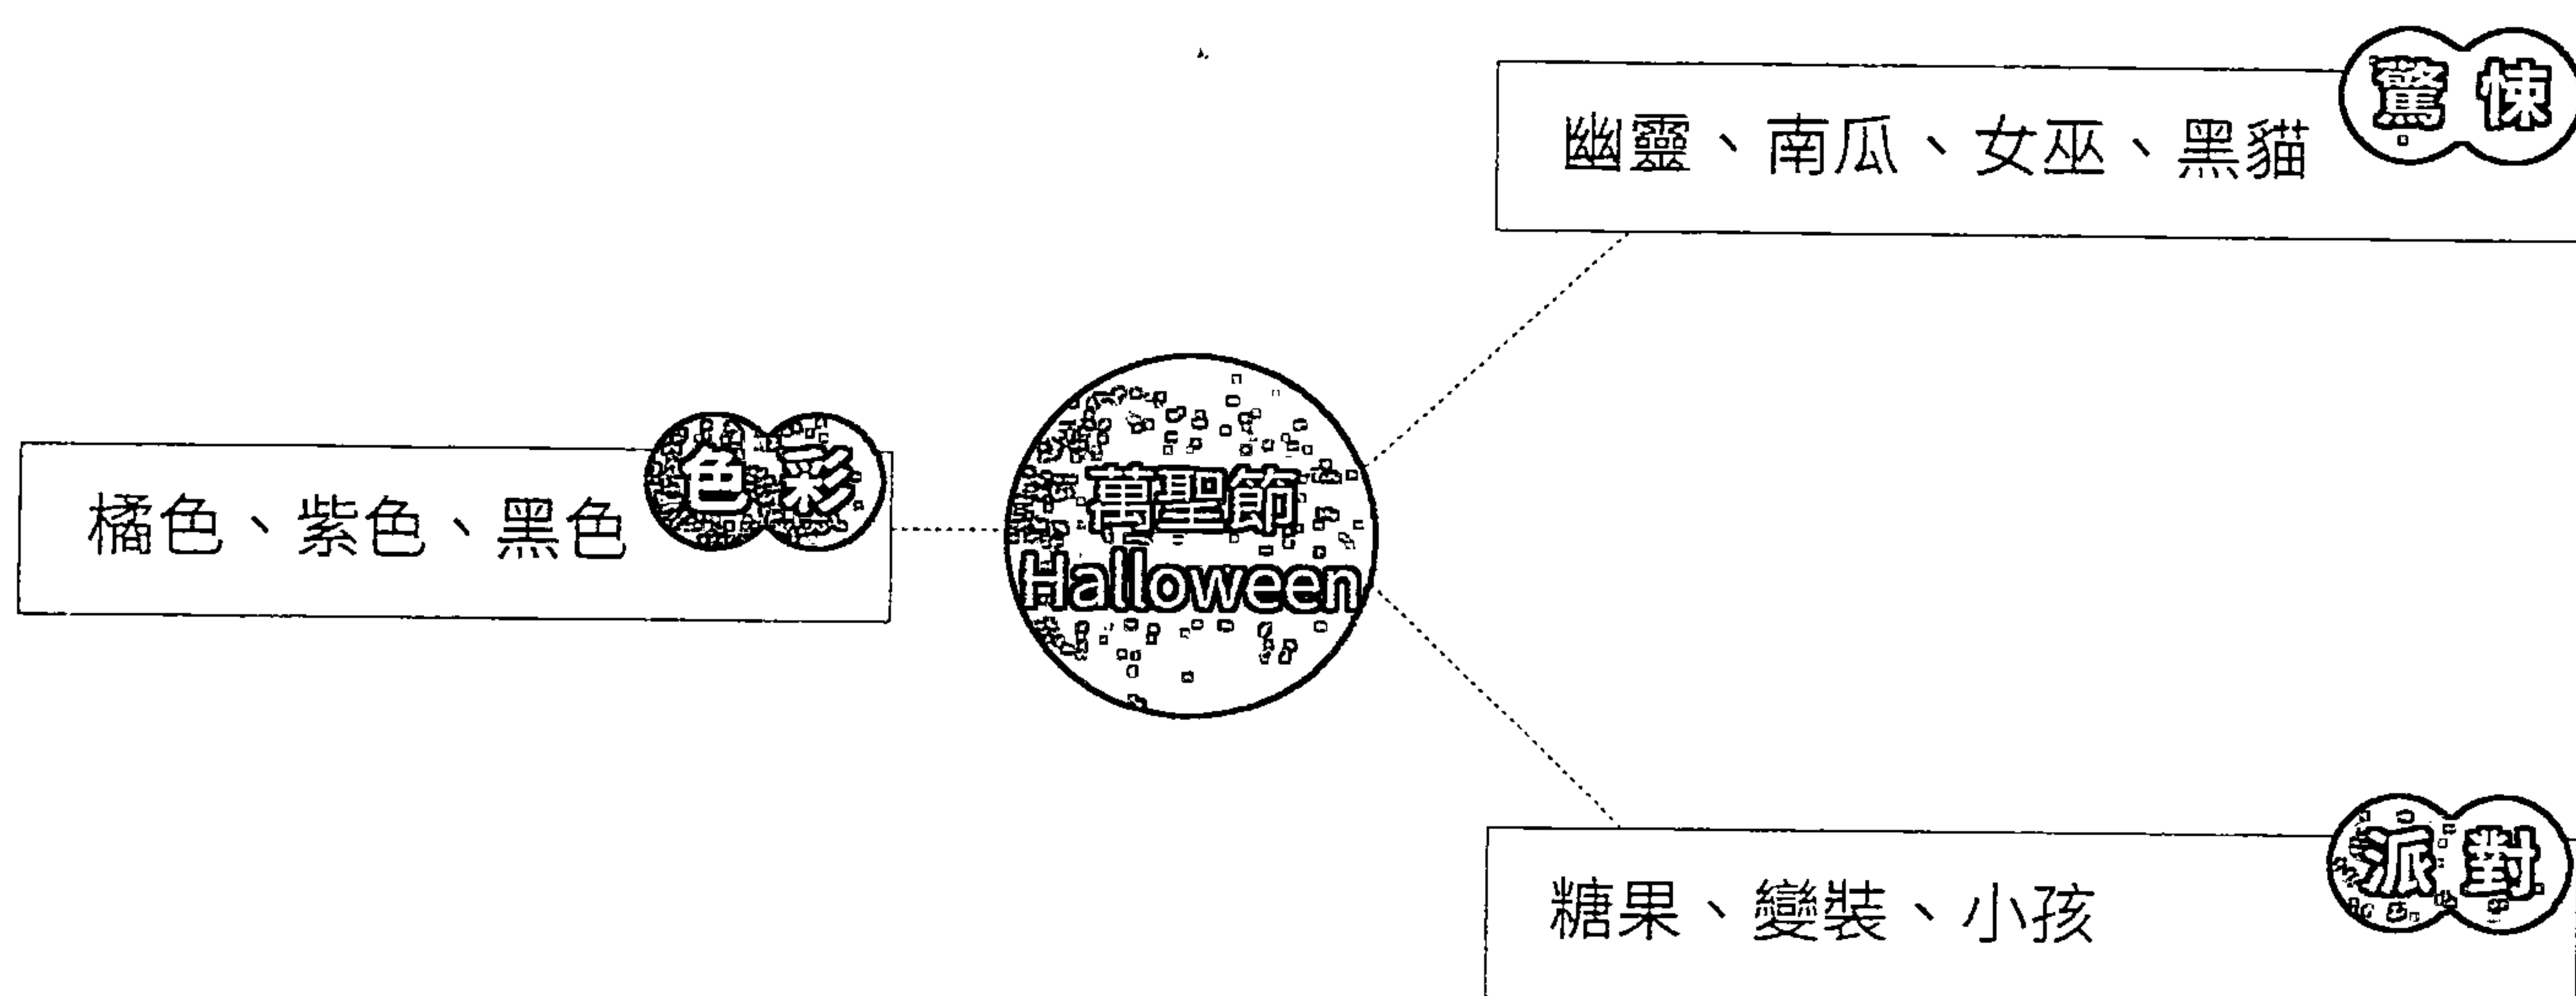 驚悚
幽靈、南瓜、女巫、黑貓
色彩
橘色、紫色、黑色
萬聖節
Halloween
派對
糖果、變裝、小孩